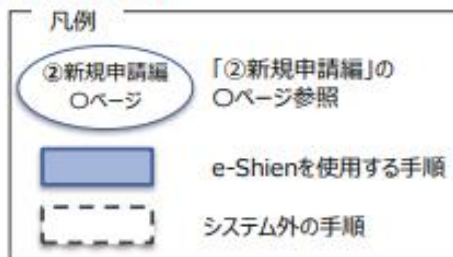 凡例
②新規申請編
〇ページ
「②新規申請編」の
〇ページ参照
e-Shienを使用する手順
システム外の手順